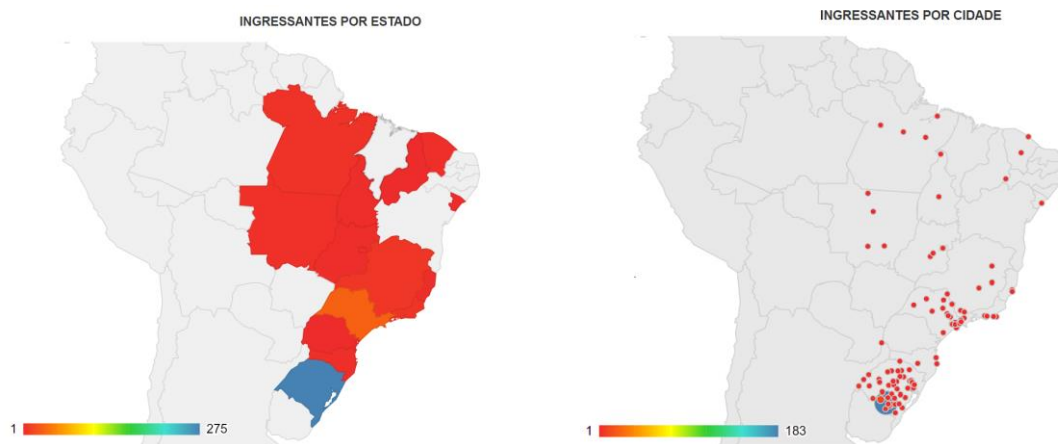 INGRESSANTES POR ESTADO
INGRESSANTES POR CIDADE
1 275
1 183